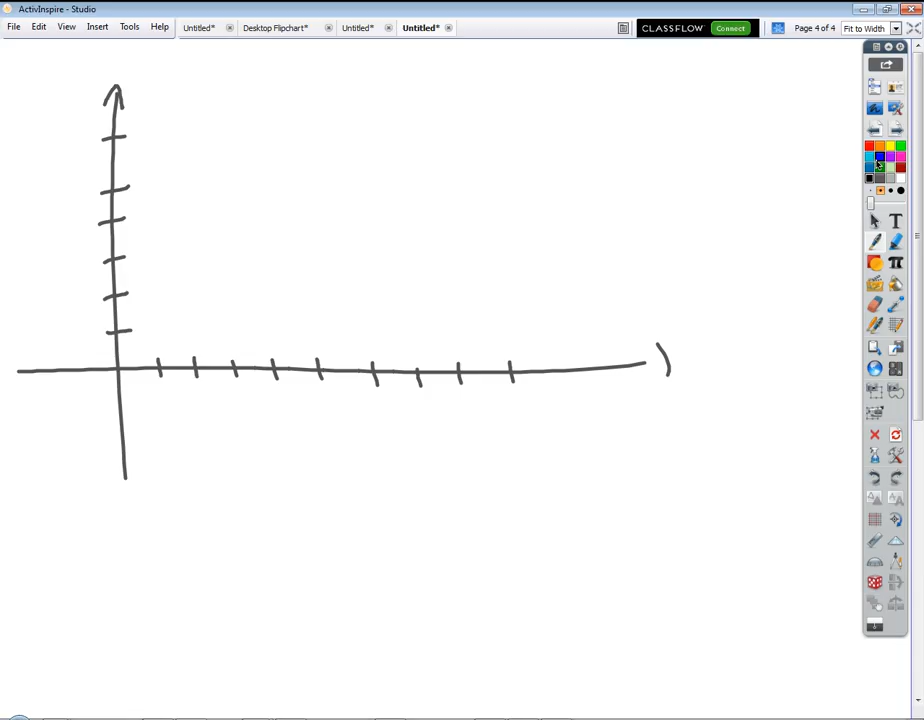 ActivInspire - Studio
File Edit View Insert Tools Help Untitled* Desktop Flipchart* Untitled* Untitled* CLASSFLOW Connect Page 4 of 4 Fit to Width
T
π